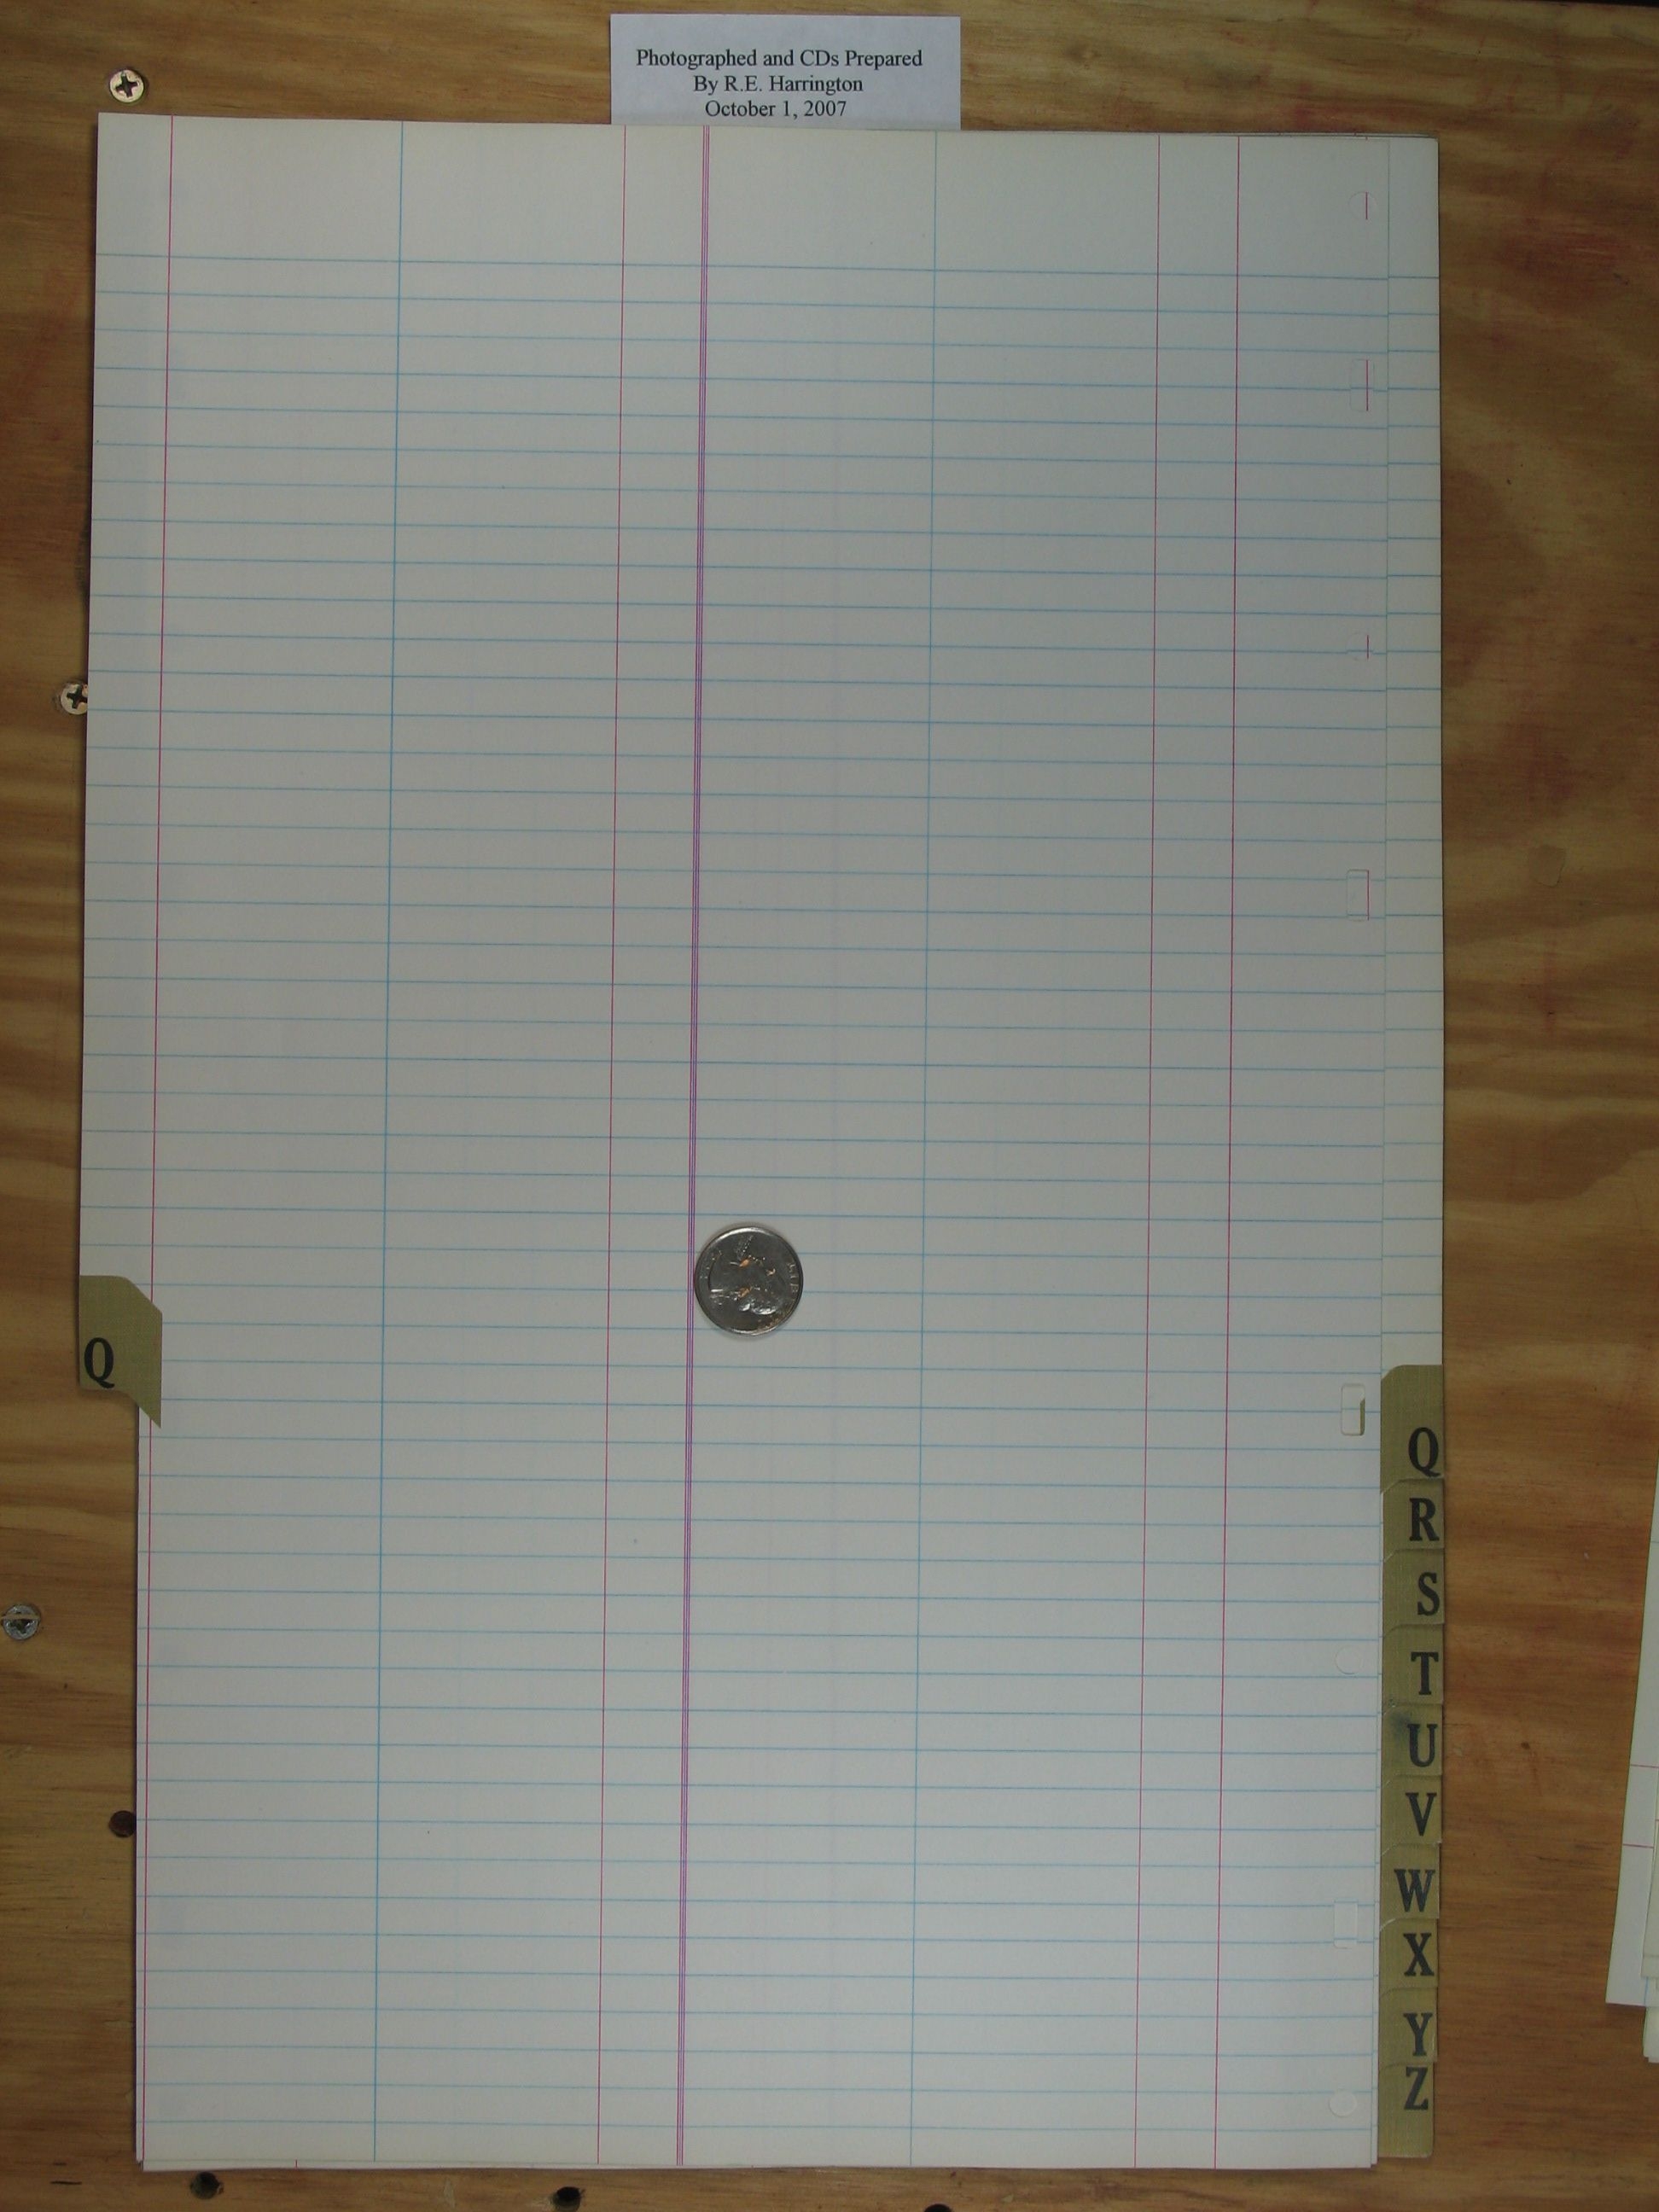 Photographed and CDs Prepared
By R.E. Harrington
October 1, 2007
Q
Q
R
S
T
U
V
W
X
Y
Z